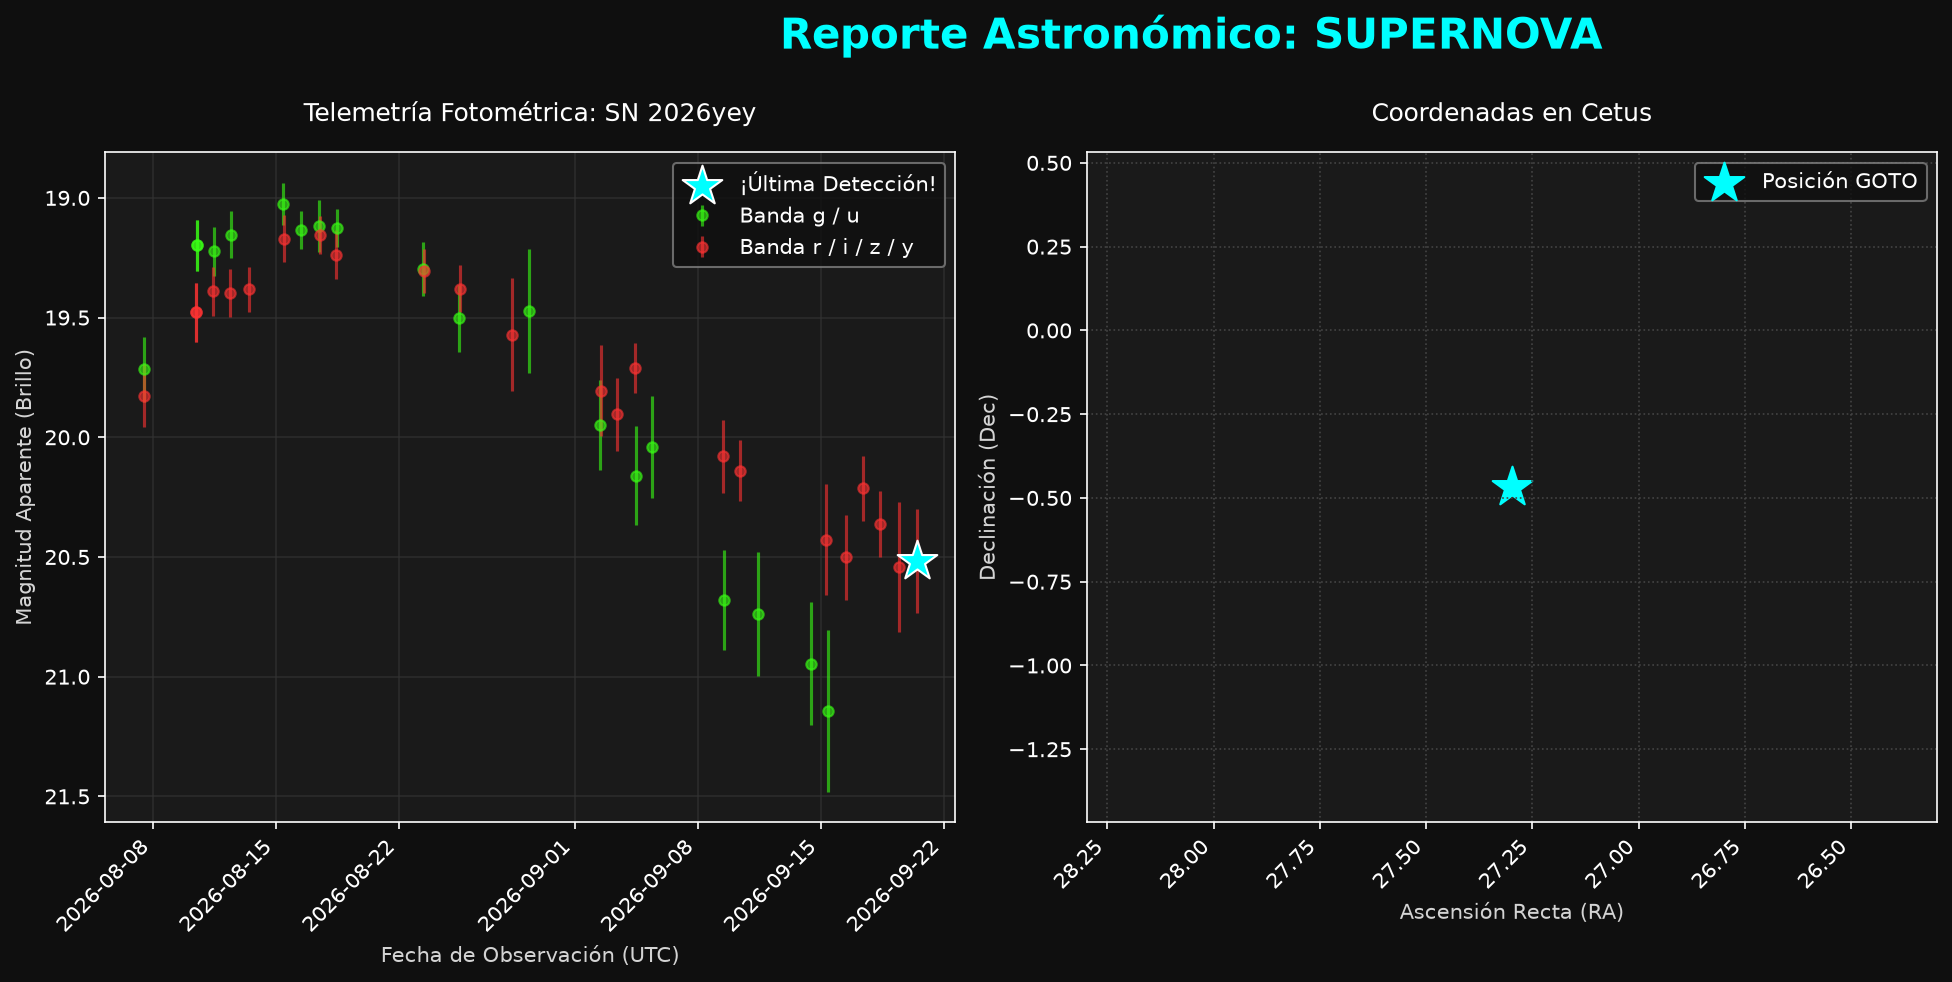 Reporte Astronómico: SUPERNOVA
Telemetría Fotométrica: SN 2026yey
¡Última Detección!
Banda g / u
Banda r / i / z / y
Magnitud Aparente (Brillo)
19.0
19.5
20.0
20.5
21.0
21.5
2026-08-08
2026-08-15
2026-08-22
2026-09-01
2026-09-08
2026-09-15
2026-09-22
Fecha de Observación (UTC)
Coordenadas en Cetus
Posición GOTO
Declinación (Dec)
0.50
0.25
0.00
−0.25
−0.50
−0.75
−1.00
−1.25
28.25
28.00
27.75
27.50
27.25
27.00
26.75
26.50
Ascensión Recta (RA)